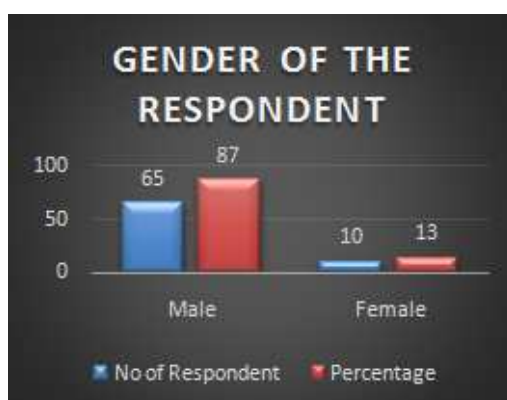 GENDER OF THE
RESPONDENT
100
50
0
65
87
10
13
Male
Female
No of Respondent
Percentage